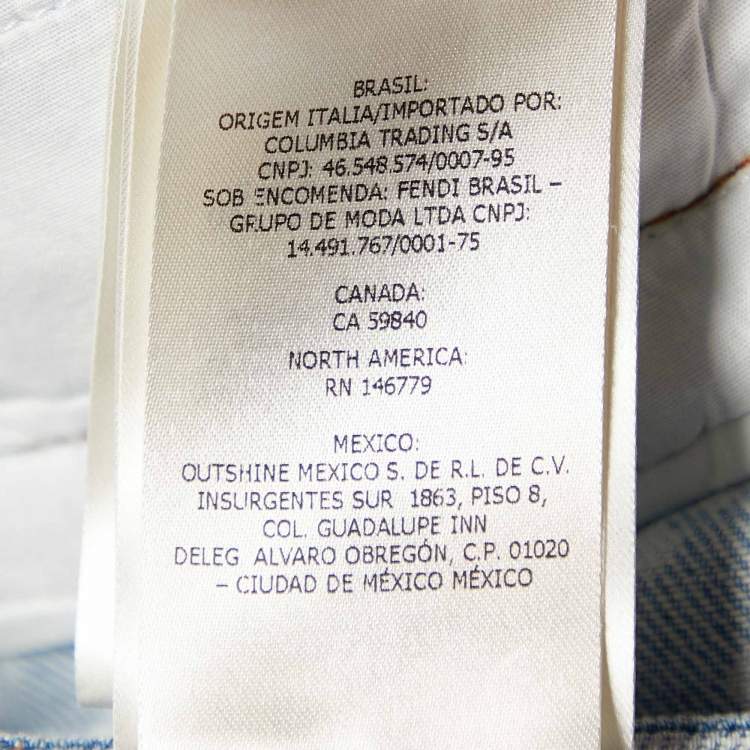 BRASIL:
ORIGEM ITALIA/IMPORTADO POR:
COLUMBIA TRADING S/A
CNPJ: 46.548.574/0007-95
SOB ENCOMENDA: FENDI BRASIL –
GRUPO DE MODA LTDA CNPJ:
14.491.767/0001-75
CANADA:
CA 59840
NORTH AMERICA:
RN 146779
MEXICO:
OUTSHINE MEXICO S. DE R.L. DE C.V.
INSURGENTES SUR 1863, PISO 8,
COL. GUADALUPE INN
DELEG ALVARO OBREGÓN, C.P. 01020
– CIUDAD DE MÉXICO MÉXICO